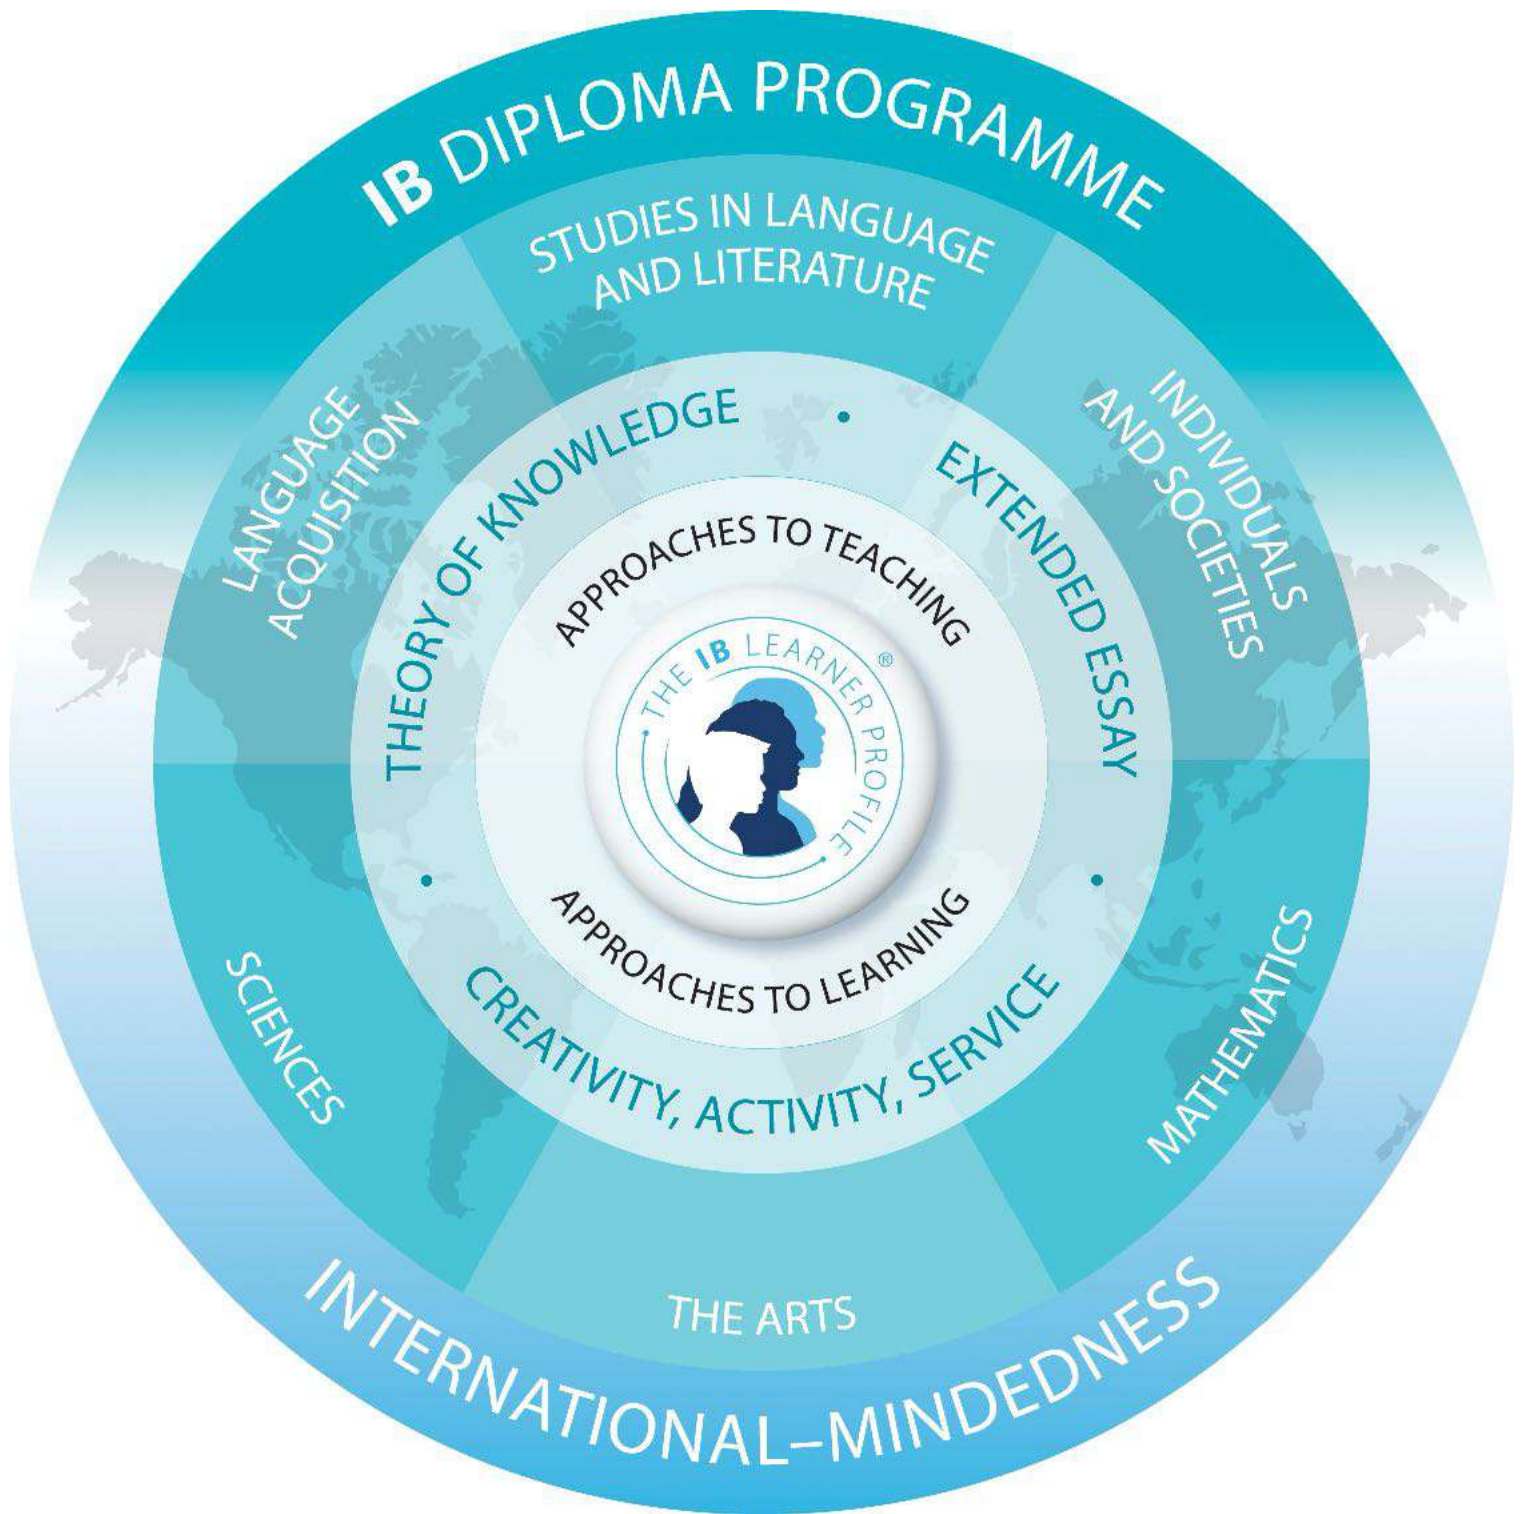 IB DIPLOMA PROGRAMME
STUDIES IN LANGUAGE
AND LITERATURE
LANGUAGE
ACQUISITION
INDIVIDUALS
AND SOCIETIES
THEORY OF KNOWLEDGE
•
EXTENDED ESSAY
•
CREATIVITY, ACTIVITY, SERVICE
•
APPROACHES TO TEACHING
THE IB LEARNER PROFILE
®
APPROACHES TO LEARNING
SCIENCES
MATHEMATICS
THE ARTS
INTERNATIONAL–MINDEDNESS